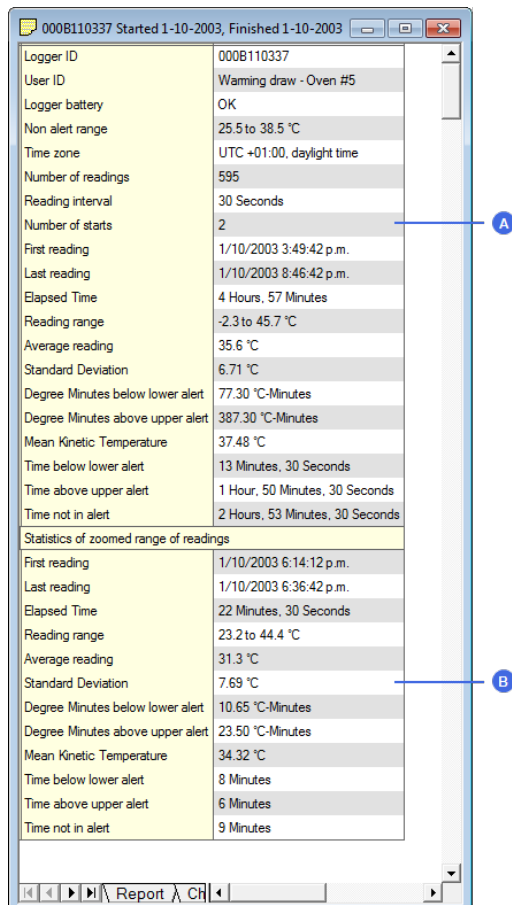 000B110337 Started 1-10-2003, Finished 1-10-2003
Logger ID 000B110337
User ID Warming draw - Oven #5
Logger battery OK
Non alert range 25.5 to 38.5 °C
Time zone UTC +01:00, daylight time
Number of readings 595
Reading interval 30 Seconds
Number of starts 2
A
First reading 1/10/2003 3:49:42 p.m.
Last reading 1/10/2003 8:46:42 p.m.
Elapsed Time 4 Hours, 57 Minutes
Reading range -2.3 to 45.7 °C
Average reading 35.6 °C
Standard Deviation 6.71 °C
Degree Minutes below lower alert 77.30 °C-Minutes
Degree Minutes above upper alert 387.30 °C-Minutes
Mean Kinetic Temperature 37.48 °C
Time below lower alert 13 Minutes, 30 Seconds
Time above upper alert 1 Hour, 50 Minutes, 30 Seconds
Time not in alert 2 Hours, 53 Minutes, 30 Seconds
Statistics of zoomed range of readings
First reading 1/10/2003 6:14:12 p.m.
Last reading 1/10/2003 6:36:42 p.m.
Elapsed Time 22 Minutes, 30 Seconds
Reading range 23.2 to 44.4 °C
Average reading 31.3 °C
Standard Deviation 7.69 °C
B
Degree Minutes below lower alert 10.65 °C-Minutes
Degree Minutes above upper alert 23.50 °C-Minutes
Mean Kinetic Temperature 34.32 °C
Time below lower alert 8 Minutes
Time above upper alert 6 Minutes
Time not in alert 9 Minutes
Report Ch